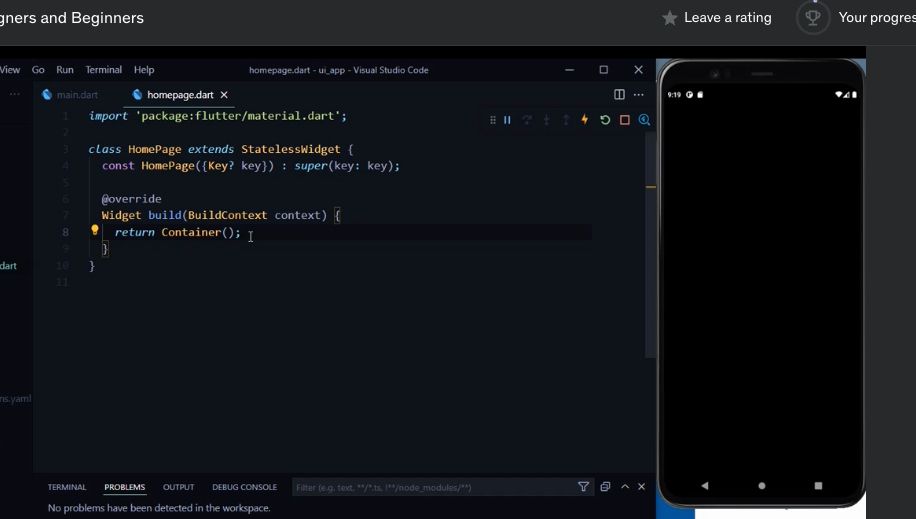 gners and Beginners
Leave a rating
Your progres
View Go Run Terminal Help
homepage.dart - ui_app - Visual Studio Code
main.dart
homepage.dart
1 import 'package:flutter/material.dart';
2
3 class HomePage extends StatelessWidget {
4 const HomePage({Key? key}) : super(key: key);
5
6 @override
7 Widget build(BuildContext context) {
8 return Container();
9 }
10 }
11
dart
ns.yaml
TERMINAL PROBLEMS OUTPUT DEBUG CONSOLE
Filter (e.g. text, **/*.ts, !**/node_modules/**)
No problems have been detected in the workspace.
9:19